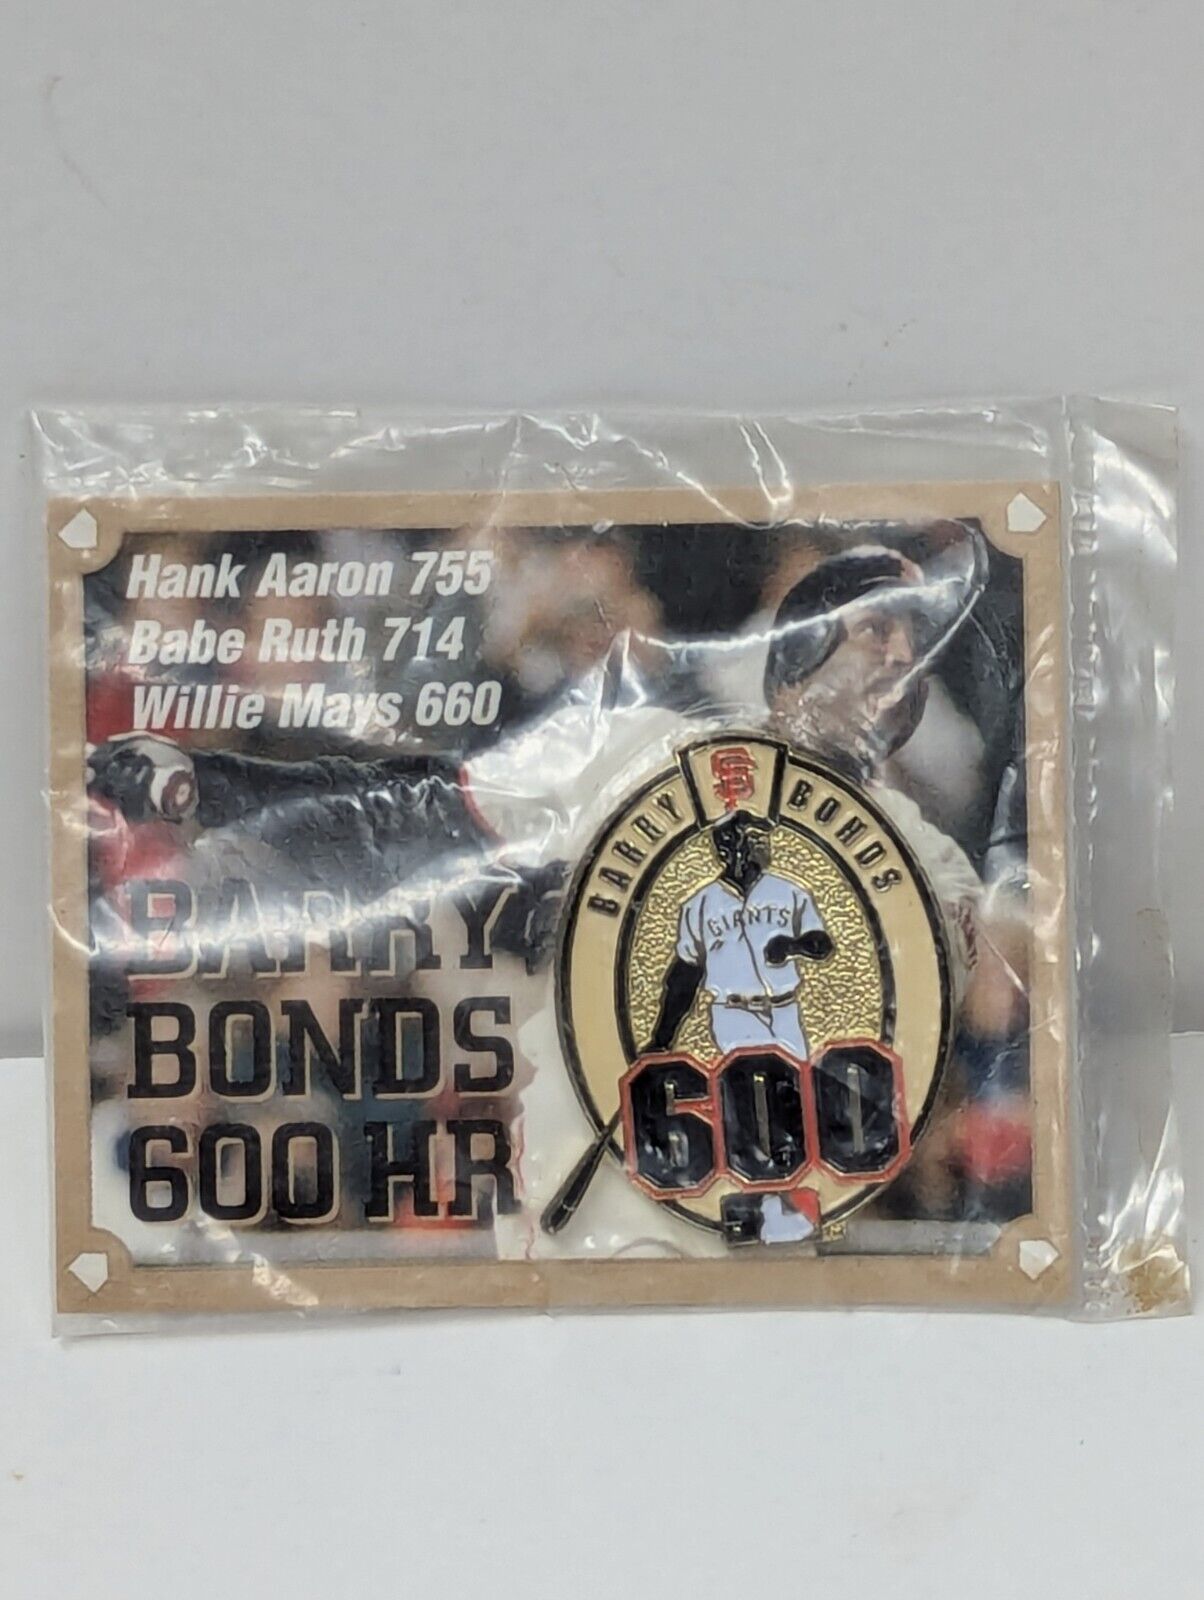 Hank Aaron 755
Babe Ruth 714
Willie Mays 660
BARRY
BONDS
600 HR
SF
BARRY BONDS
GIANTS
600